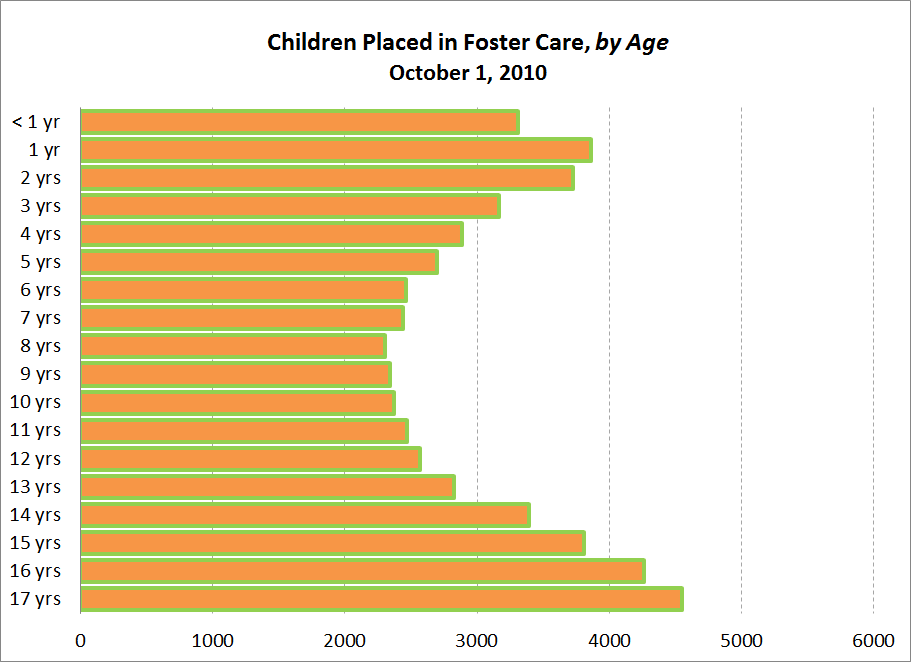 Children Placed in Foster Care, by Age
October 1, 2010
< 1 yr
1 yr
2 yrs
3 yrs
4 yrs
5 yrs
6 yrs
7 yrs
8 yrs
9 yrs
10 yrs
11 yrs
12 yrs
13 yrs
14 yrs
15 yrs
16 yrs
17 yrs
0 1000 2000 3000 4000 5000 6000